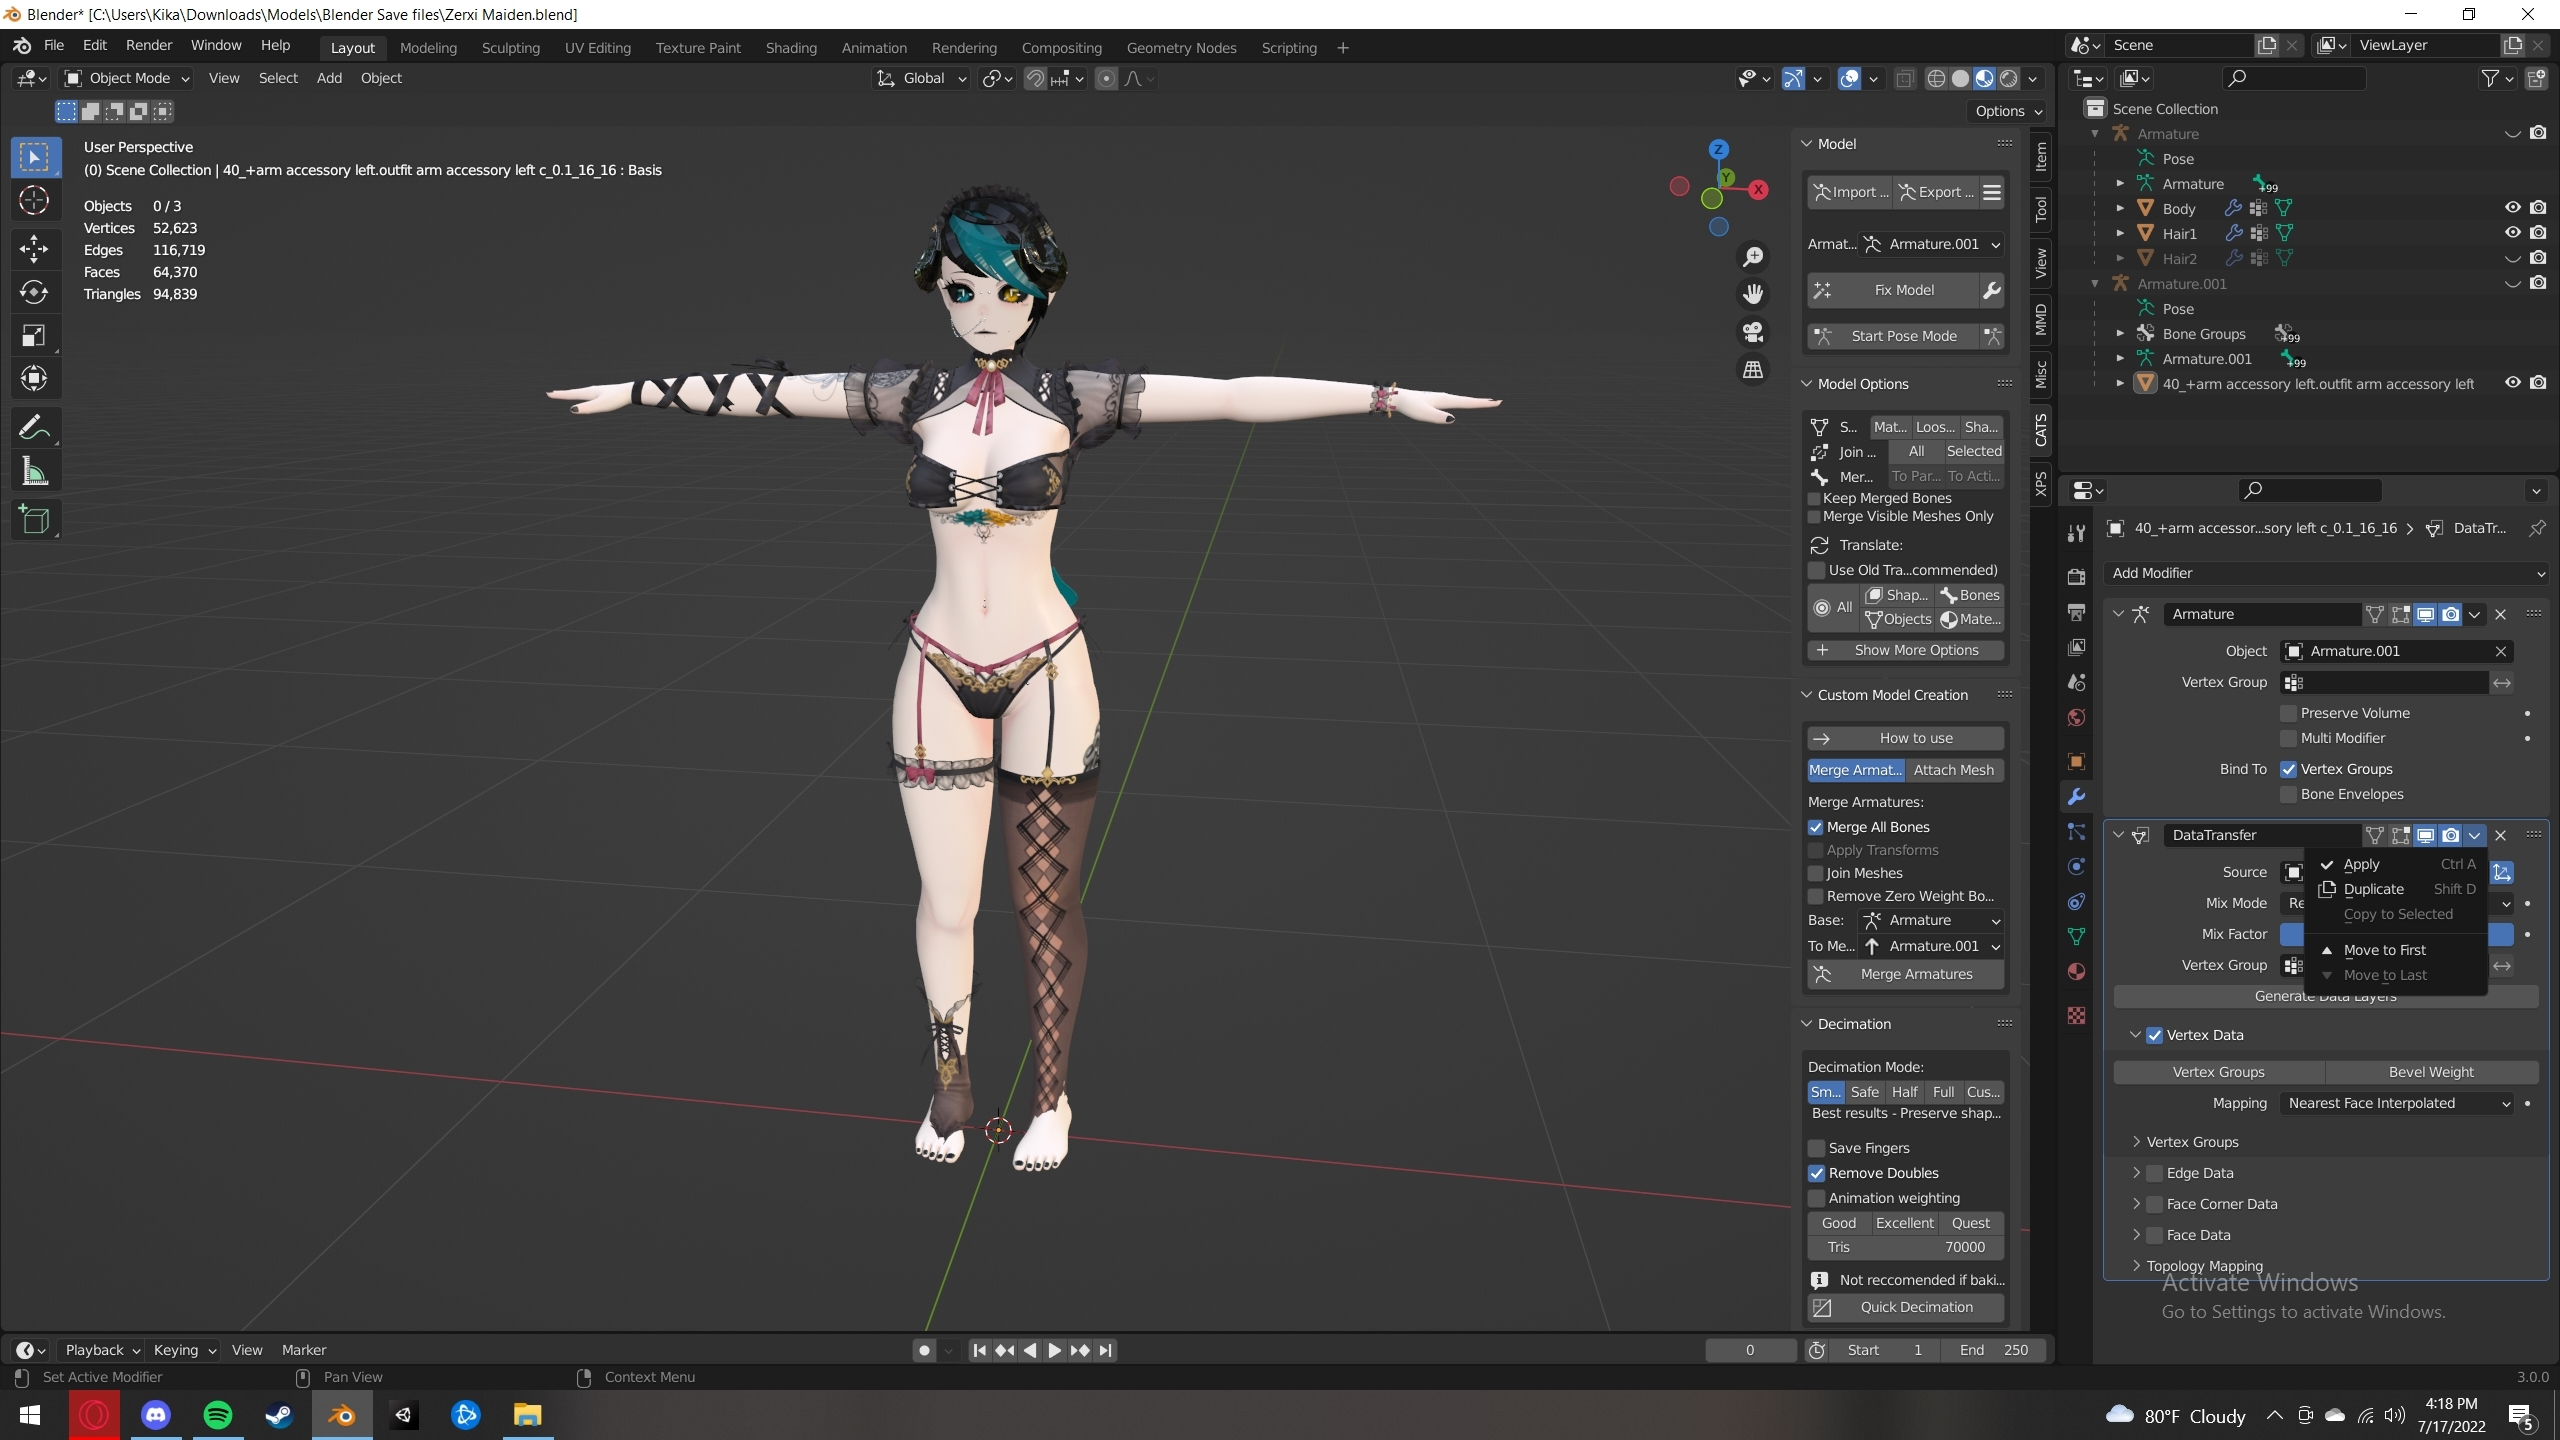 Blender* [C:\Users\Kika\Downloads\Models\Blender Save files\Zerxi Maiden.blend]
File Edit Render Window Help Layout Modeling Sculpting UV Editing Texture Paint Shading Animation Rendering Compositing Geometry Nodes Scripting + Scene ViewLayer
Object Mode View Select Add Object Global
Options
User Perspective
(0) Scene Collection | 40_+arm accessory left.outfit arm accessory left c_0.1_16_16 : Basis
Objects 0 / 3
Vertices 52,623
Edges 116,719
Faces 64,370
Triangles 94,839
Z
Y
X
Model
Import ... Export ...
Armat... Armature.001
Fix Model
Start Pose Mode
Model Options
S... Mat... Loos... Sha...
Join ... All Selected
Mer... To Par... To Acti...
Keep Merged Bones
Merge Visible Meshes Only
Translate:
Use Old Tra...commended)
All Shap... Bones
Objects Mate...
Show More Options
Custom Model Creation
How to use
Merge Armat... Attach Mesh
Merge Armatures:
Merge All Bones
Apply Transforms
Join Meshes
Remove Zero Weight Bo...
Base: Armature
To Me... Armature.001
Merge Armatures
Decimation
Decimation Mode:
Sm... Safe Half Full Cus...
Best results - Preserve shap...
Save Fingers
Remove Doubles
Animation weighting
Good Excellent Quest
Tris 70000
Not reccomended if baki...
Quick Decimation
Item
Tool
View
MMD
Misc
CATS
XPS
Scene Collection
Armature
Pose
Armature +99
Body
Hair1
Hair2
Armature.001
Pose
Bone Groups +99
Armature.001 +99
40_+arm accessory left.outfit arm accessory left
40_+arm accessor...sory left c_0.1_16_16 DataTr...
Add Modifier
Armature
Object Armature.001
Vertex Group
Preserve Volume
Multi Modifier
Bind To Vertex Groups
Bone Envelopes
DataTransfer
Source
Mix Mode Re
Mix Factor
Vertex Group
Apply Ctrl A
Duplicate Shift D
Copy to Selected
Move to First
Move to Last
Generate Data Layers
Vertex Data
Vertex Groups Bevel Weight
Mapping Nearest Face Interpolated
Vertex Groups
Edge Data
Face Corner Data
Face Data
Topology Mapping
Activate Windows
Go to Settings to activate Windows.
Playback Keying View Marker 0 Start 1 End 250
Set Active Modifier Pan View Context Menu 3.0.0
80°F Cloudy
4:18 PM
7/17/2022
5